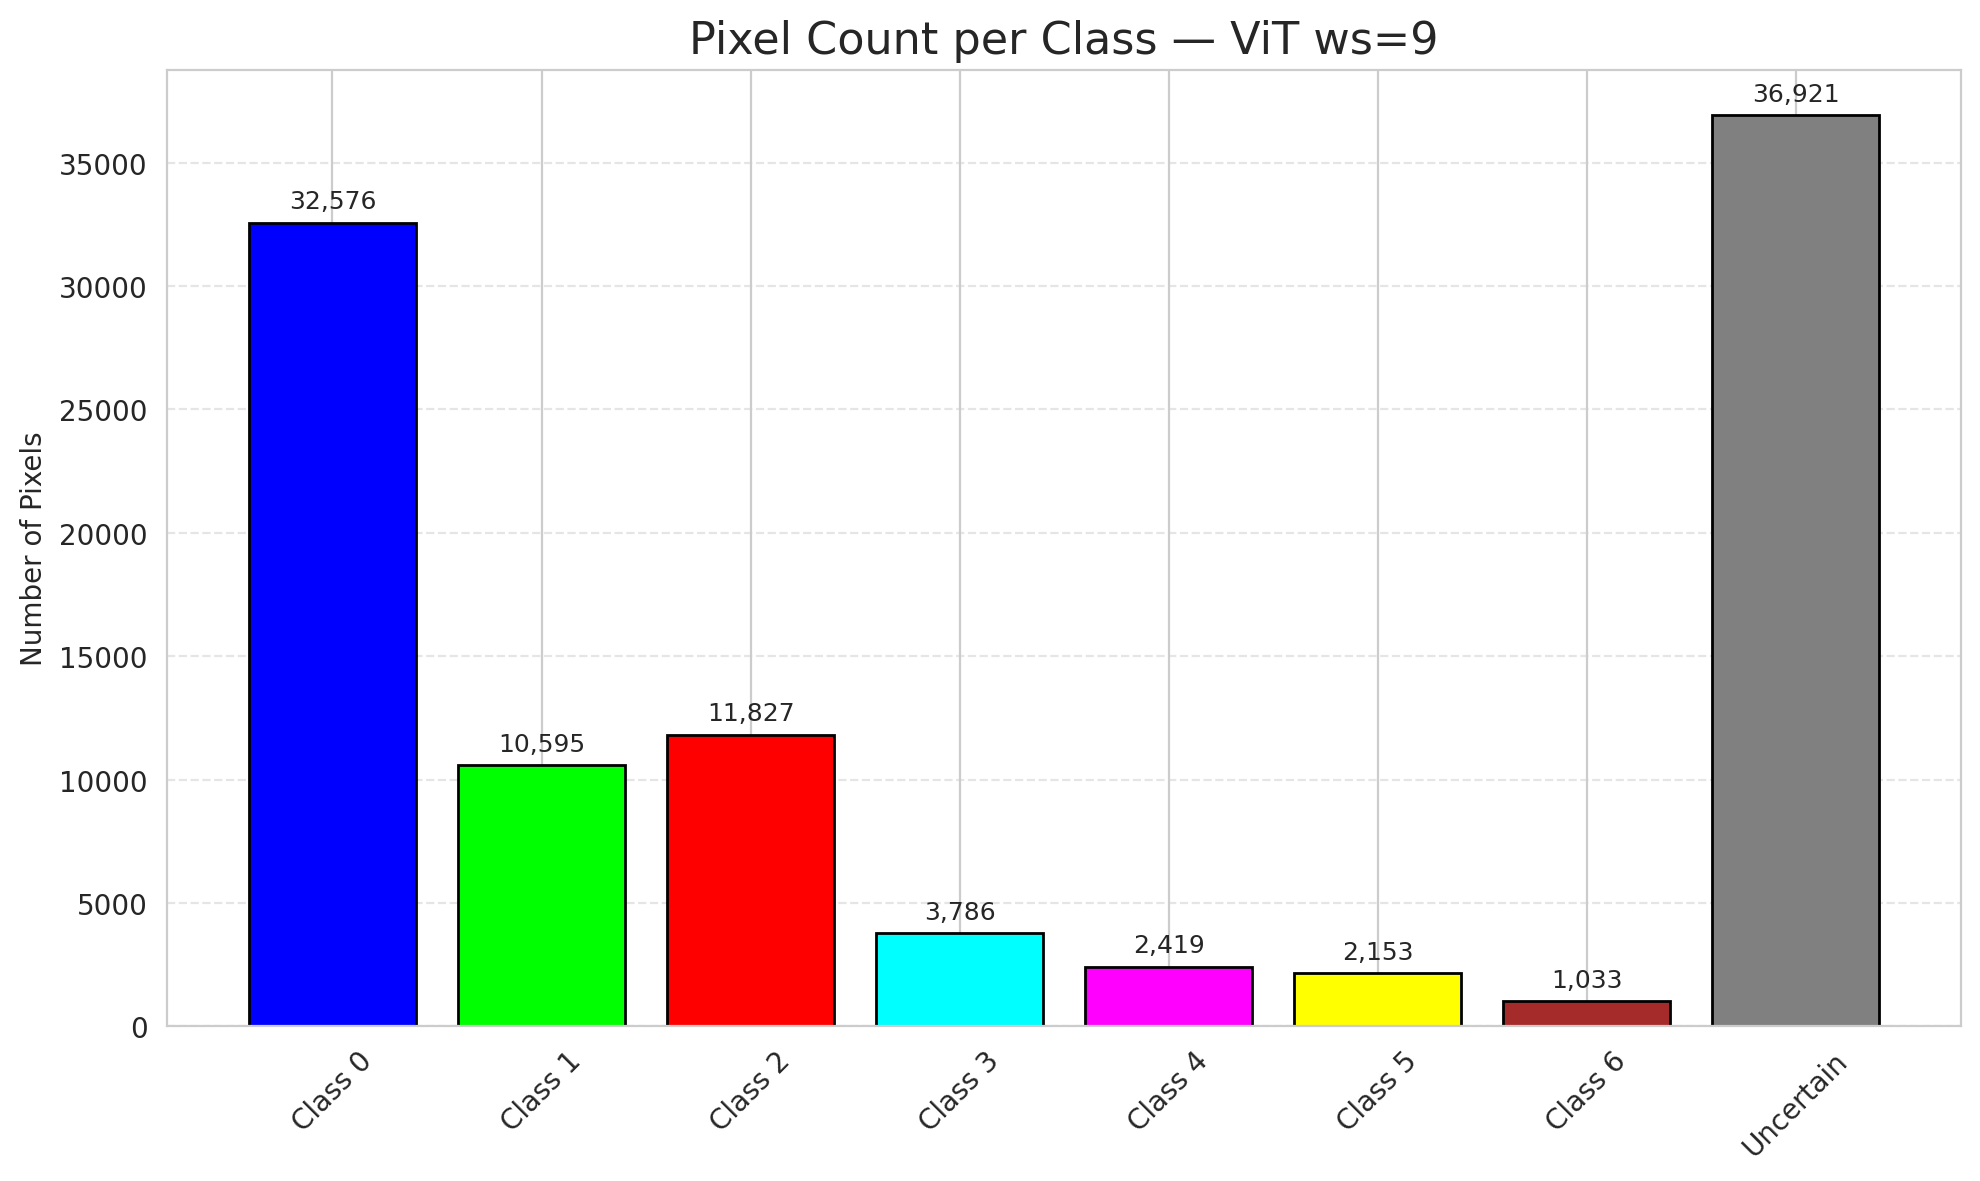 Pixel Count per Class — ViT ws=9
Number of Pixels
35000
30000
25000
20000
15000
10000
5000
0
32,576
10,595
11,827
3,786
2,419
2,153
1,033
36,921
Class 0
Class 1
Class 2
Class 3
Class 4
Class 5
Class 6
Uncertain